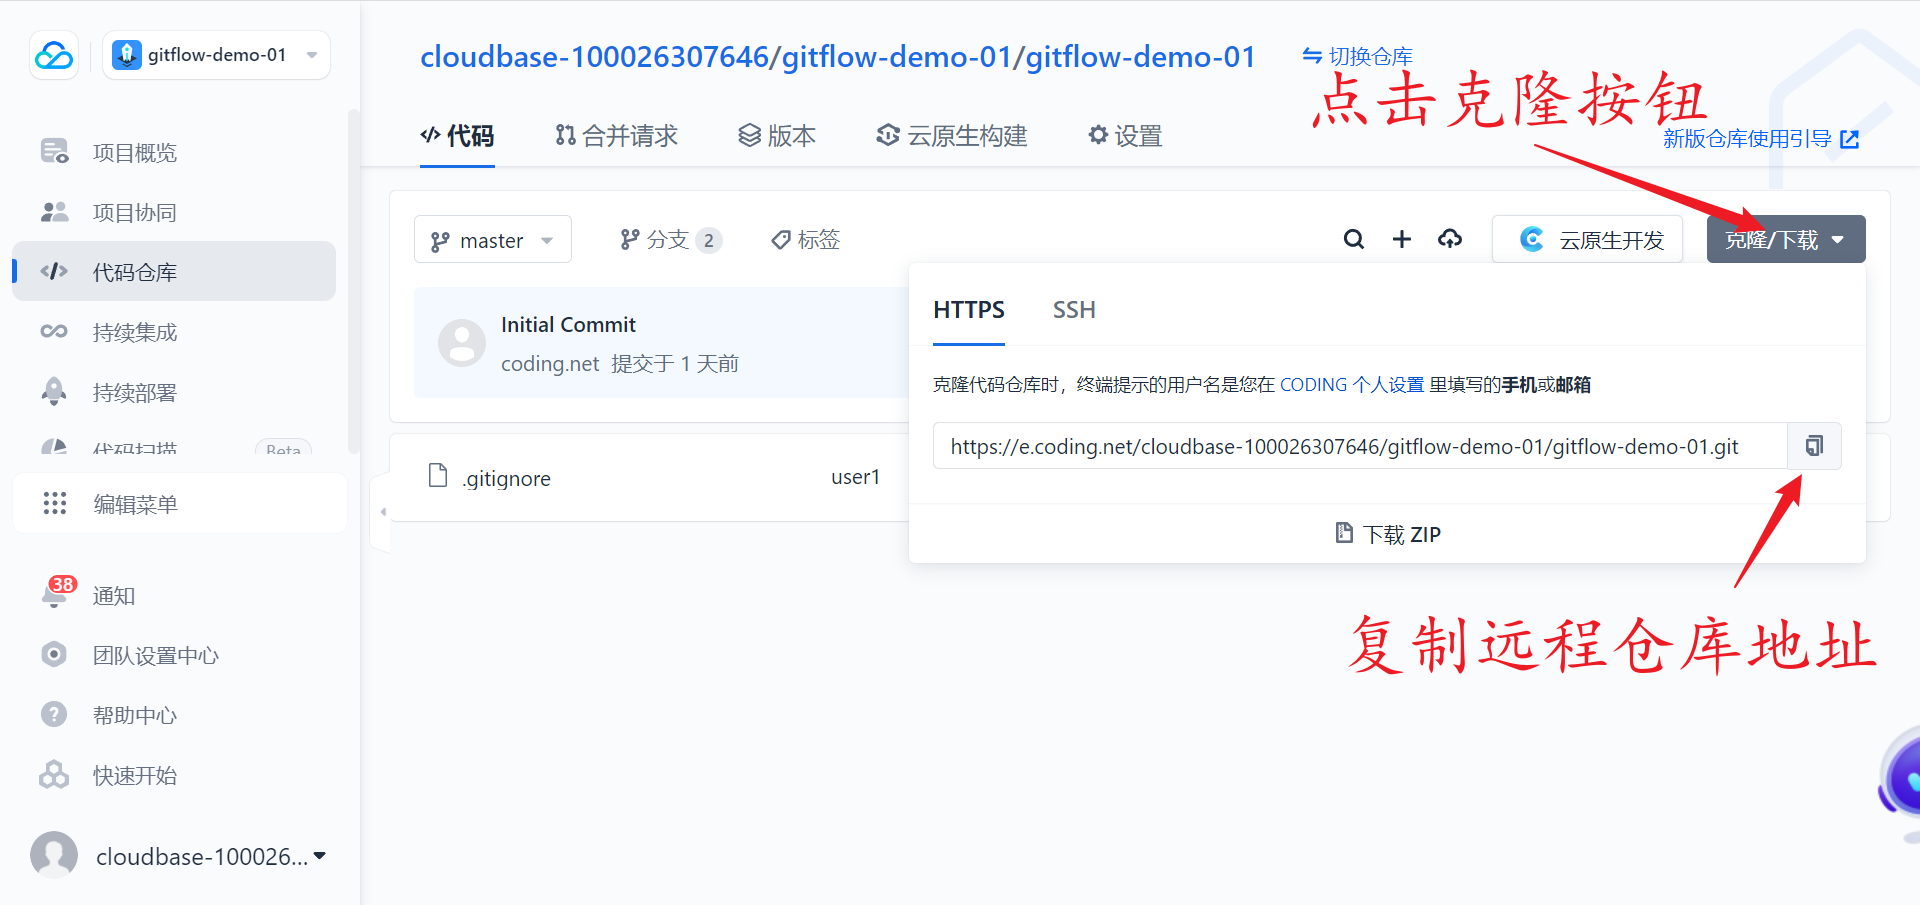 gitflow-demo-01
项目概览
项目协同
代码仓库
持续集成
持续部署
代码扫描 Beta
编辑菜单
38
通知
团队设置中心
帮助中心
快速开始
cloudbase-100026...
cloudbase-100026307646/gitflow-demo-01/gitflow-demo-01
切换仓库
点击克隆按钮
代码 合并请求 版本 云原生构建 设置
新版仓库使用引导
master 分支 2 标签
云原生开发 克隆/下载
Initial Commit
coding.net 提交于 1 天前
.gitignore user1
HTTPS SSH
克隆代码仓库时，终端提示的用户名是您在 CODING 个人设置 里填写的手机或邮箱
https://e.coding.net/cloudbase-100026307646/gitflow-demo-01/gitflow-demo-01.git
下载 ZIP
复制远程仓库地址